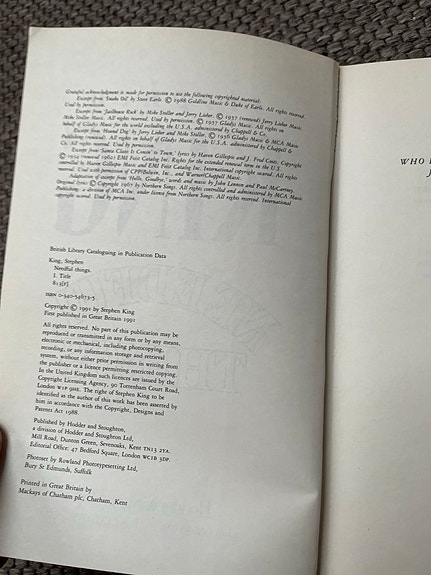 Grateful acknowledgment is made for permission to use the following copyrighted material:
Excerpt from 'Snake Oil' by Steve Earle. © 1988 Goldline Music & Duke of Earle. All rights reserved.
Used by permission.
Excerpt from 'Jailhouse Rock' by Mike Stoller and Jerry Lieber. © 1957 (renewed) Jerry Lieber Music,
Mike Stoller Music. All rights reserved. Used by permission. © 1957 Gladys Music. All rights on
behalf of Gladys Music for the world excluding the U.S.A. administered by Chappell & Co.
Excerpt from 'Hound Dog' by Jerry Lieber and Mike Stoller. © 1956 Gladys Music & MCA Music
Publishing (renewed). All rights on behalf of Gladys Music for the U.S.A. administered by Chappell &
Co. All rights reserved. Used by permission.
Excerpt from 'Santa Claus Is Comin' to Town,' lyrics by Haven Gillespie and J. Fred Coots. Copyright
© 1934 (renewed 1962) EMI Feist Catalog Inc. Rights for the extended renewal term in the U.S.
controlled by Haven Gillespie Music and EMI Feist Catalog Inc. International copyright secured. All rights
reserved. Used with permission of CPP/Belwin, Inc., and Warner/Chappell Music.
Adaptation of excerpt from 'Hello, Goodbye,' words and music by John Lennon and Paul McCartney.
Original lyrics © Copyright 1967 by Northern Songs. All rights controlled and administered by MCA Music
Publishing, a division of MCA Inc. under license from Northern Songs. All rights reserved. International
copyright secured. Used by permission.
British Library Cataloguing in Publication Data
King, Stephen
Needful things.
I. Title
813[F]
ISBN 0-340-54673-5
Copyright © 1991 by Stephen King
First published in Great Britain 1991
All rights reserved. No part of this publication may be
reproduced or transmitted in any form or by any means,
electronic or mechanical, including photocopying,
recording, or any information storage and retrieval
system, without either prior permission in writing from
the publisher or a licence permitting restricted copying.
In the United Kingdom such licences are issued by the
Copyright Licensing Agency, 90 Tottenham Court Road,
London W1P 9HE. The right of Stephen King to be
identified as the author of this work has been asserted by
him in accordance with the Copyright, Designs and
Patents Act 1988.
Published by Hodder and Stoughton,
a division of Hodder and Stoughton Ltd,
Mill Road, Dunton Green, Sevenoaks, Kent TN13 2YA.
Editorial Office: 47 Bedford Square, London WC1B 3DP.
Photoset by Rowland Phototypesetting Ltd,
Bury St Edmunds, Suffolk
Printed in Great Britain by
Mackays of Chatham plc, Chatham, Kent
WHO